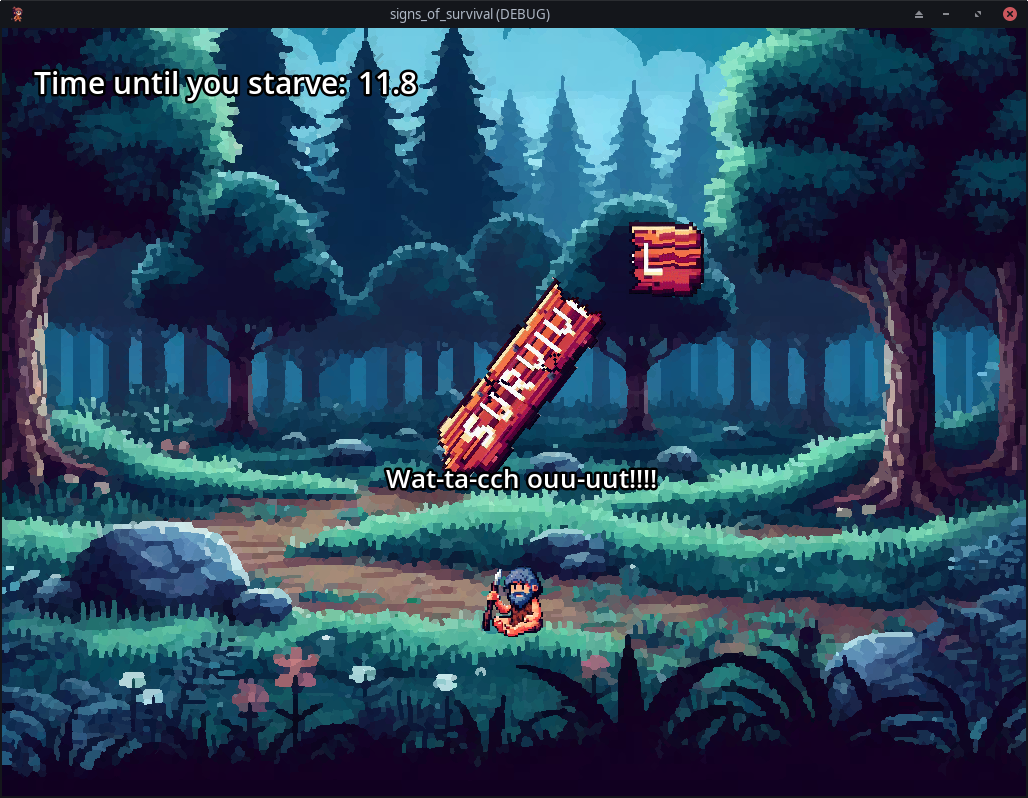 signs_of_survival (DEBUG)
Time until you starve: 11.8
L
SURVIV
Wat-ta-cch ouu-uut!!!!